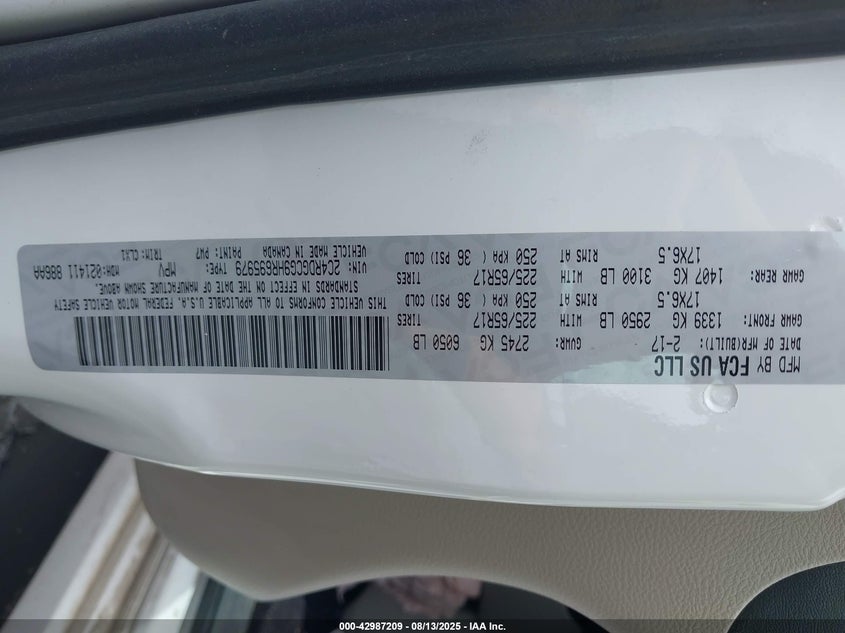 MFD BY FCA US LLC
DATE OF MFR(BUILT): 2-17 GVWR: 2745 KG 6050 LB
GAWR FRONT: 1339 KG 2950 LB WITH 225/65R17 TIRES
17X6.5 RIMS AT 250 KPA ( 36 PSI) COLD
GAWR REAR: 1407 KG 3100 LB WITH 225/65R17 TIRES
17X6.5 RIMS AT 250 KPA ( 36 PSI) COLD
THIS VEHICLE CONFORMS TO ALL APPLICABLE U.S.A. FEDERAL MOTOR VEHICLE SAFETY
STANDARDS IN EFFECT ON THE DATE OF MANUFACTURE SHOWN ABOVE.
VIN: 2C4RDGCG9HR695979 TYPE: MPV MDH:021411 886AA
VEHICLE MADE IN CANADA PAINT: PW7 TRIM:CLX1
000-42987209 - 08/13/2025 - IAA Inc.